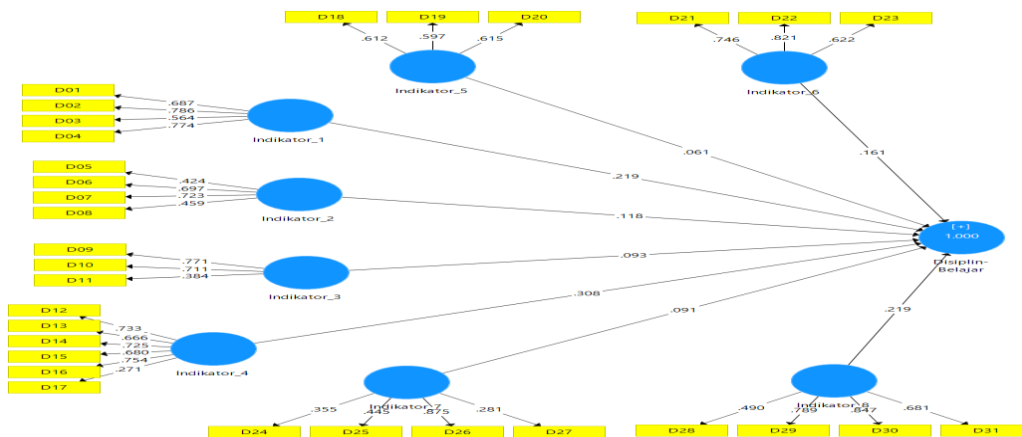 D18
D19
D20
.612
.597
.615
Indikator_5
D21
D22
D23
.746
.821
.622
Indikator_6
D01
D02
D03
D04
.687
.786
.564
.774
Indikator_1
D05
D06
D07
D08
.424
.697
.723
.459
Indikator_2
D09
D10
D11
.771
.711
.384
Indikator_3
D12
D13
D14
D15
D16
D17
.733
.666
.725
.680
.754
.271
Indikator_4
.061
.161
.219
.118
.093
.308
.091
.219
[+]
1.000
Disiplin-
Belajar
Indikator_7
.355
.445
.875
.281
D24
D25
D26
D27
Indikator_8
.490
.789
.847
.681
D28
D29
D30
D31